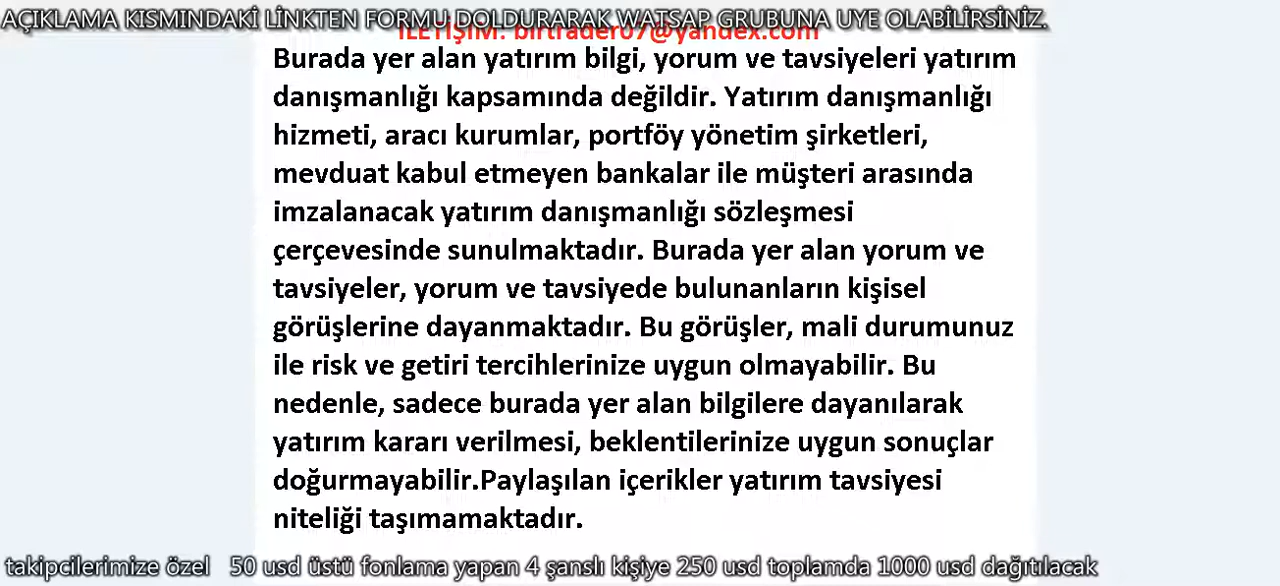 AÇIKLAMA KISMINDAKİ LİNKTEN FORMU DOLDURARAK WATSAP GRUBUNA UYE OLABİLİRSİNİZ.
İLETİŞİM: birtrader07@yandex.com
Burada yer alan yatırım bilgi, yorum ve tavsiyeleri yatırım
danışmanlığı kapsamında değildir. Yatırım danışmanlığı
hizmeti, aracı kurumlar, portföy yönetim şirketleri,
mevduat kabul etmeyen bankalar ile müşteri arasında
imzalanacak yatırım danışmanlığı sözleşmesi
çerçevesinde sunulmaktadır. Burada yer alan yorum ve
tavsiyeler, yorum ve tavsiyede bulunanların kişisel
görüşlerine dayanmaktadır. Bu görüşler, mali durumunuz
ile risk ve getiri tercihlerinize uygun olmayabilir. Bu
nedenle, sadece burada yer alan bilgilere dayanılarak
yatırım kararı verilmesi, beklentilerinize uygun sonuçlar
doğurmayabilir.Paylaşılan içerikler yatırım tavsiyesi
niteliği taşımamaktadır.
takipcilerimize özel 50 usd üstü fonlama yapan 4 şanslı kişiye 250 usd toplamda 1000 usd dağıtılacak